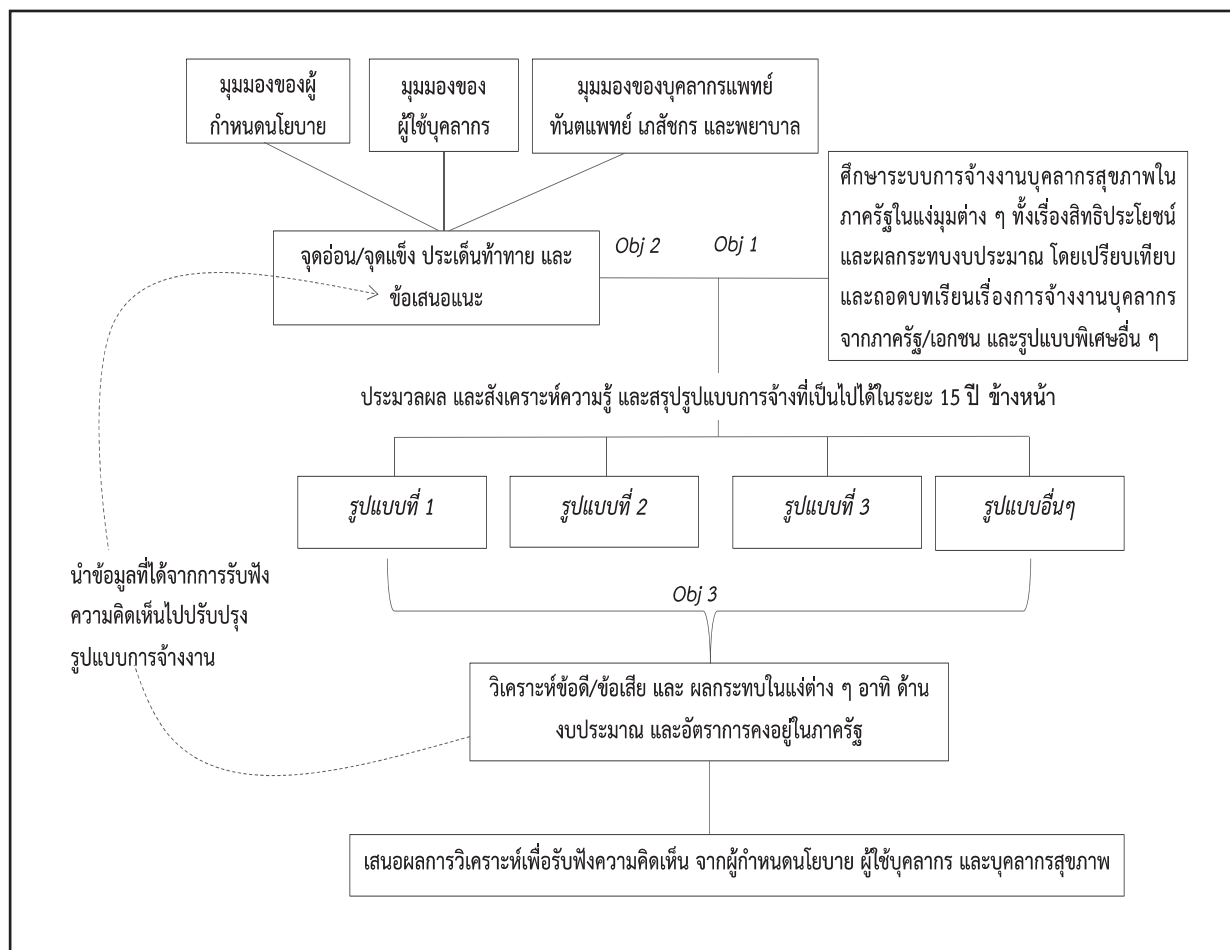 มุมมองของผู้
กำหนดนโยบาย
มุมมองของ
ผู้ใช้บุคลากร
มุมมองของบุคลากรแพทย์
ทันตแพทย์ เภสัชกร และพยาบาล
ศึกษาระบบการจ้างงานบุคลากรสุขภาพใน
ภาครัฐในแง่มุมต่าง ๆ ทั้งเรื่องสิทธิประโยชน์
และผลกระทบงบประมาณ โดยเปรียบเทียบ
และถอดบทเรียนเรื่องการจ้างงานบุคลากร
จากภาครัฐ/เอกชน และรูปแบบพิเศษอื่น ๆ
จุดอ่อน/จุดแข็ง ประเด็นท้าทาย และ
ข้อเสนอแนะ
Obj 2
Obj 1
ประมวลผล และสังเคราะห์ความรู้ และสรุปรูปแบบการจ้างที่เป็นไปได้ในระยะ 15 ปี ข้างหน้า
รูปแบบที่ 1
รูปแบบที่ 2
รูปแบบที่ 3
รูปแบบอื่นๆ
นำข้อมูลที่ได้จากการรับฟัง
ความคิดเห็นไปปรับปรุง
รูปแบบการจ้างงาน
Obj 3
วิเคราะห์ข้อดี/ข้อเสีย และ ผลกระทบในแง่ต่าง ๆ อาทิ ด้าน
งบประมาณ และอัตราการคงอยู่ในภาครัฐ
เสนอผลการวิเคราะห์เพื่อรับฟังความคิดเห็น จากผู้กำหนดนโยบาย ผู้ใช้บุคลากร และบุคลากรสุขภาพ